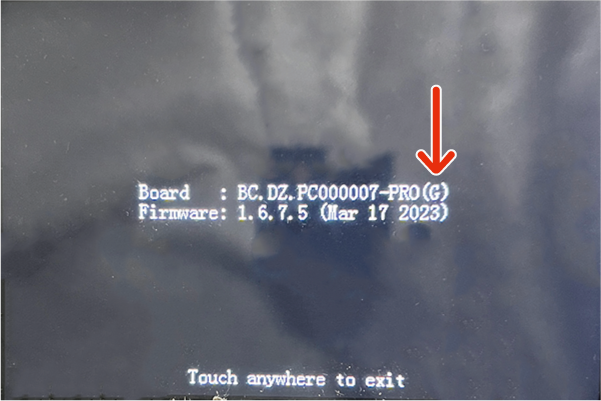 Board   : BC.DZ.PC000007-PRO(G)
Firmware: 1.6.7.5 (Mar 17 2023)
Touch anywhere to exit